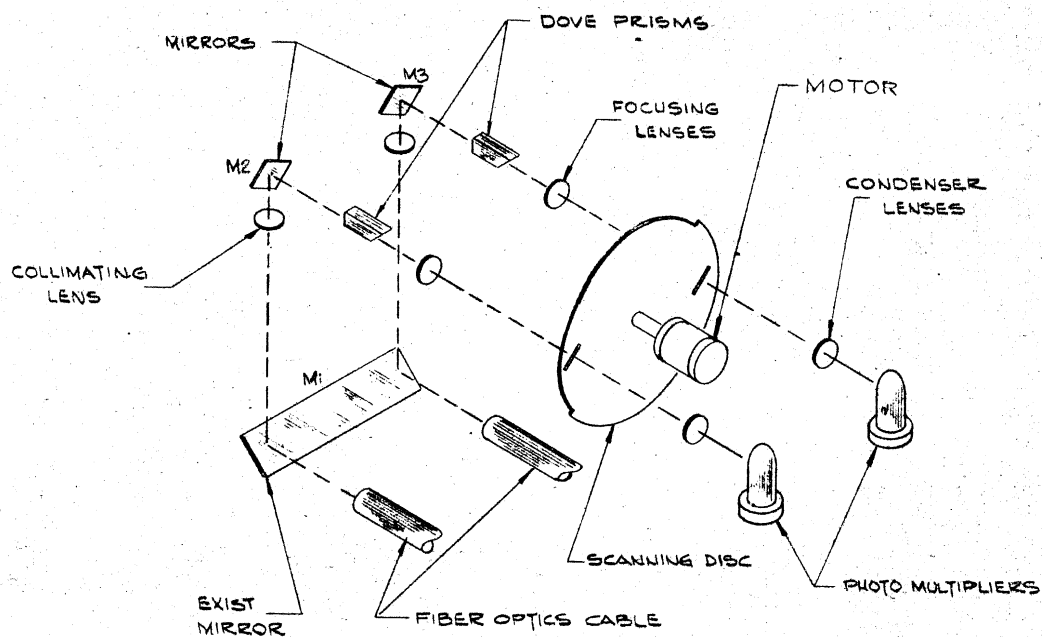 DOVE PRISMS
MIRRORS
M3
MOTOR
FOCUSING
LENSES
M2
CONDENSER
LENSES
COLLIMATING
LENS
M1
SCANNING DISC
PHOTO MULTIPLIERS
EXIST
MIRROR
FIBER OPTICS CABLE